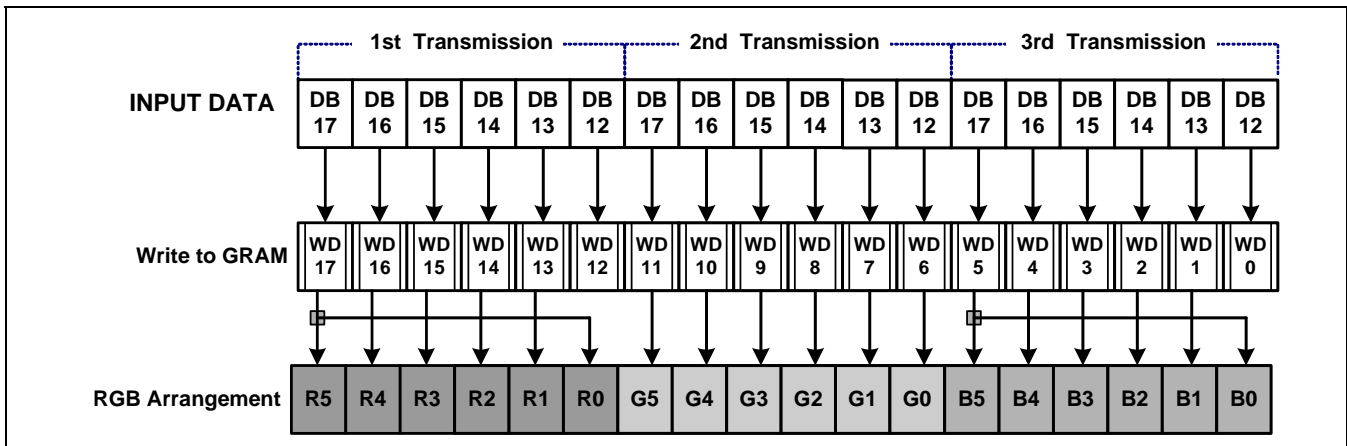 1st Transmission 2nd Transmission 3rd Transmission
INPUT DATA DB 17 DB 16 DB 15 DB 14 DB 13 DB 12 DB 17 DB 16 DB 15 DB 14 DB 13 DB 12 DB 17 DB 16 DB 15 DB 14 DB 13 DB 12
Write to GRAM WD 17 WD 16 WD 15 WD 14 WD 13 WD 12 WD 11 WD 10 WD 9 WD 8 WD 7 WD 6 WD 5 WD 4 WD 3 WD 2 WD 1 WD 0
RGB Arrangement R5 R4 R3 R2 R1 R0 G5 G4 G3 G2 G1 G0 B5 B4 B3 B2 B1 B0